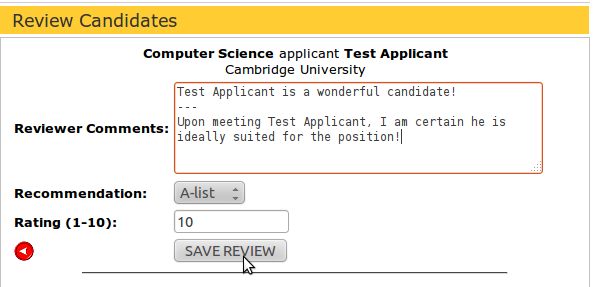 Review Candidates
Computer Science applicant Test Applicant
Cambridge University
Reviewer Comments:
Test Applicant is a wonderful candidate!
---
Upon meeting Test Applicant, I am certain he is
ideally suited for the position!
Recommendation: A-list
Rating (1-10): 10
SAVE REVIEW